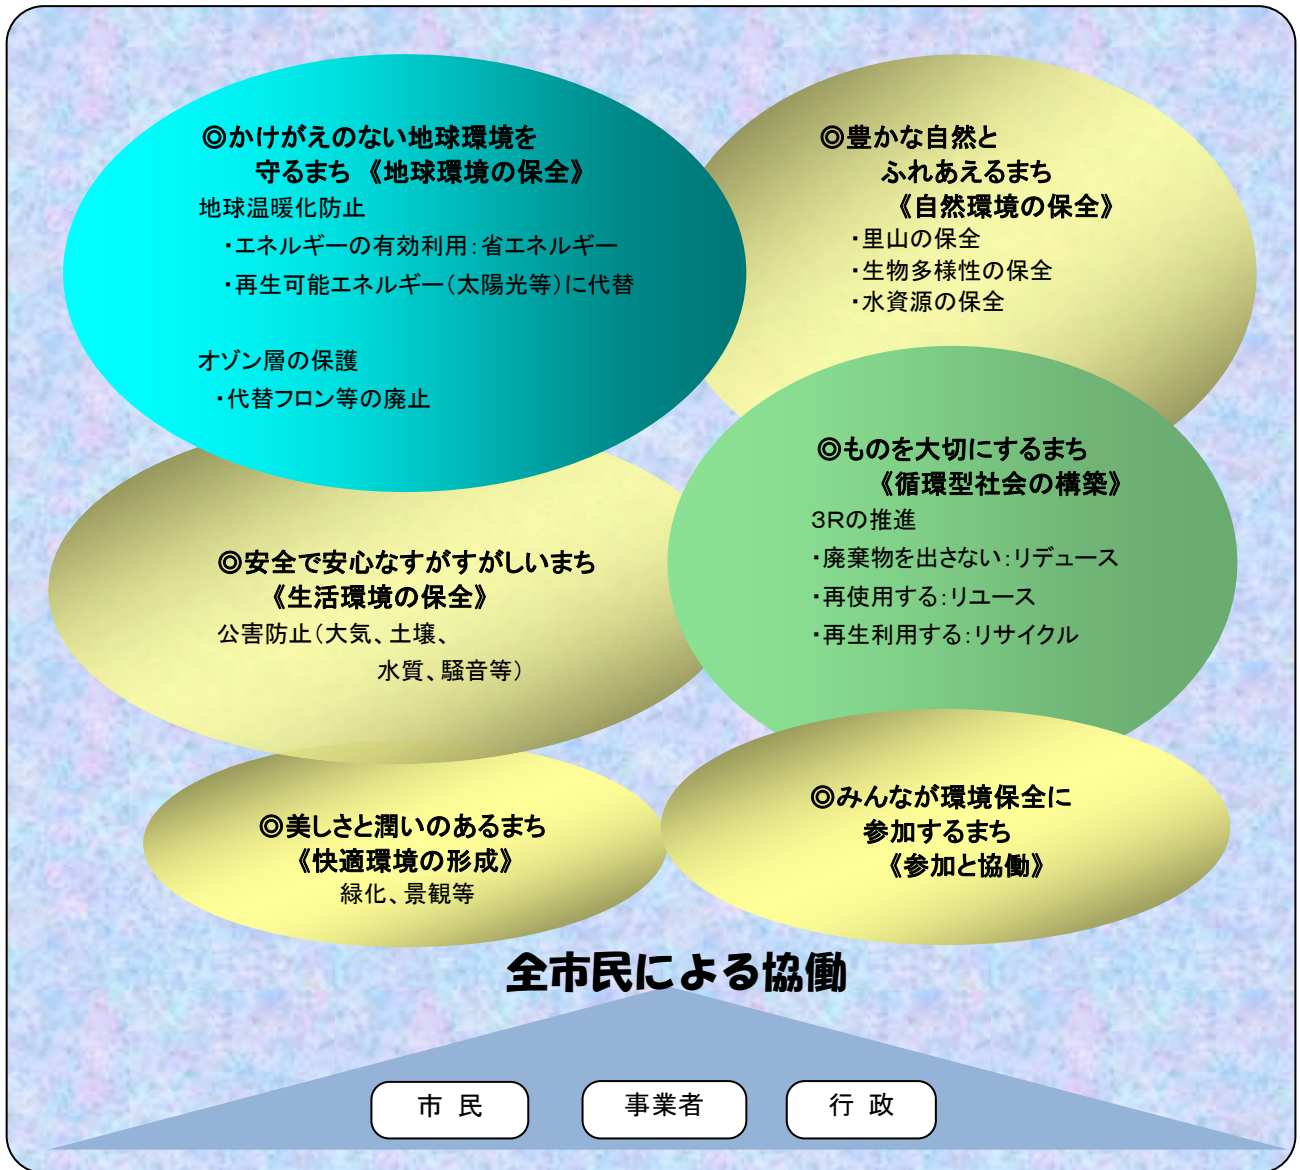 ◎かけがえのない地球環境を
守るまち 《地球環境の保全》
地球温暖化防止
・エネルギーの有効利用：省エネルギー
・再生可能エネルギー（太陽光等）に代替
オゾン層の保護
・代替フロン等の廃止
◎豊かな自然と
ふれあえるまち
《自然環境の保全》
・里山の保全
・生物多様性の保全
・水資源の保全
◎安全で安心なすがすがしいまち
《生活環境の保全》
公害防止（大気、土壌、
水質、騒音等）
◎ものを大切にするまち
《循環型社会の構築》
３Rの推進
・廃棄物を出さない：リデュース
・再使用する：リユース
・再生利用する：リサイクル
◎美しさと潤いのあるまち
《快適環境の形成》
緑化、景観等
◎みんなが環境保全に
参加するまち
《参加と協働》
全市民による協働
市 民
事業者
行 政